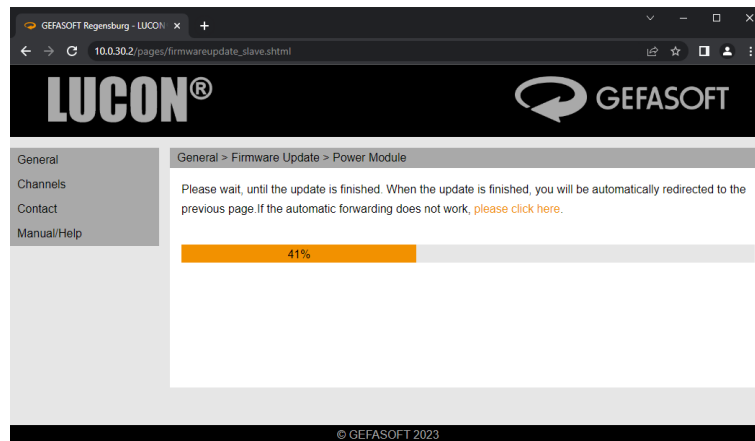 GEFASOFT Regensburg - LUCON
10.0.30.2/pages/firmwareupdate_slave.shtml
LUCON®
GEFASOFT
General
Channels
Contact
Manual/Help
General > Firmware Update > Power Module
Please wait, until the update is finished. When the update is finished, you will be automatically redirected to the
previous page.If the automatic forwarding does not work, please click here.
41%
© GEFASOFT 2023